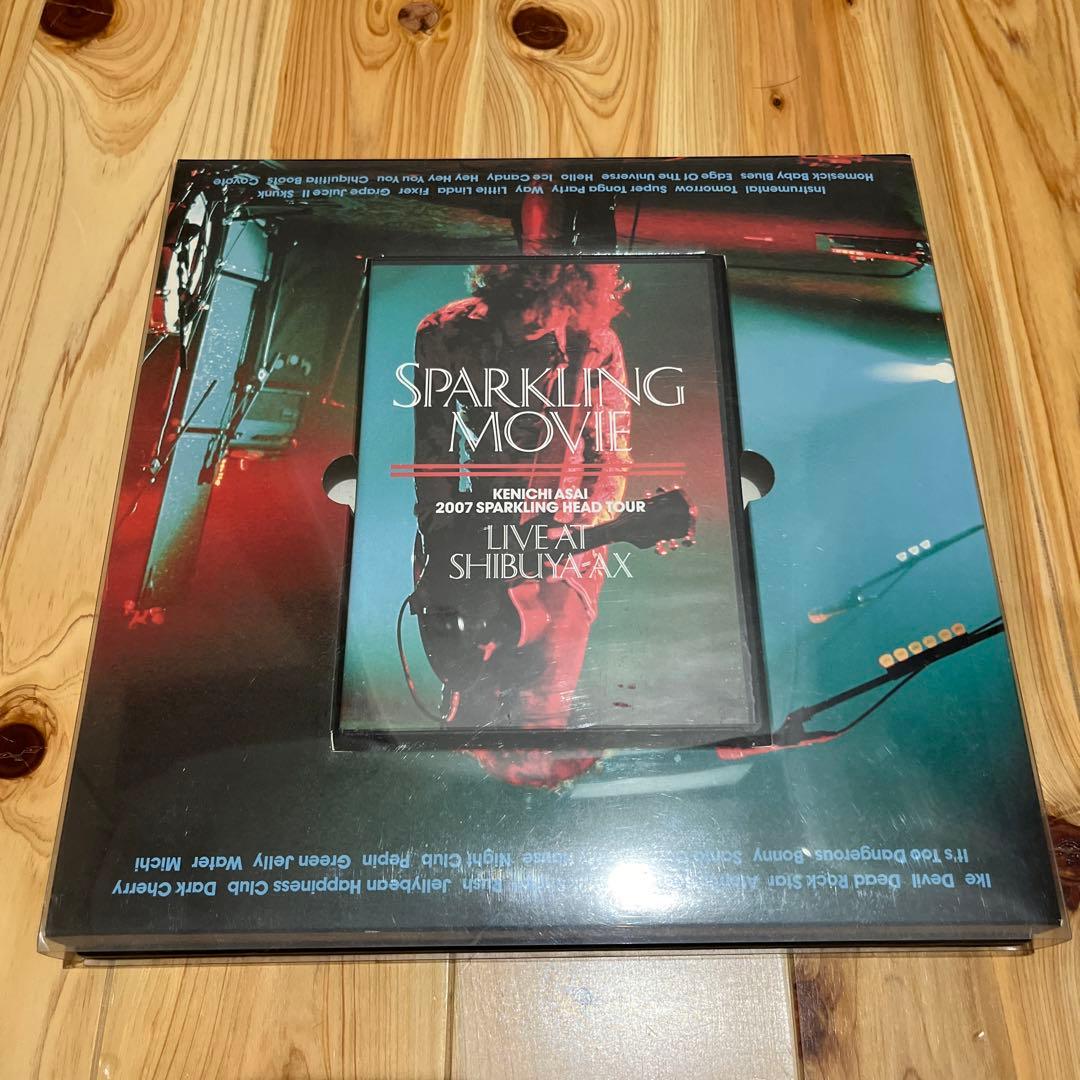 SPARKLING
MOVIE
KENICHI ASAI
2007 SPARKLING HEAD TOUR
LIVE AT
SHIBUYA-AX
Ike Devil Dead Rock Star Rush Jellybean Happiness Club Dark Cherry
It's Too Dangerous Bonny Night Club Pepin Green Jelly Water Michi
Instrumental Tomorrow Super Tonga Party Way Little Linda Fixer Grape Juice II Skunk
Homesick Baby Blues Edge Of The Universe Hello Ice Candy Hey Hey You You Chiquitita Boots Coyote